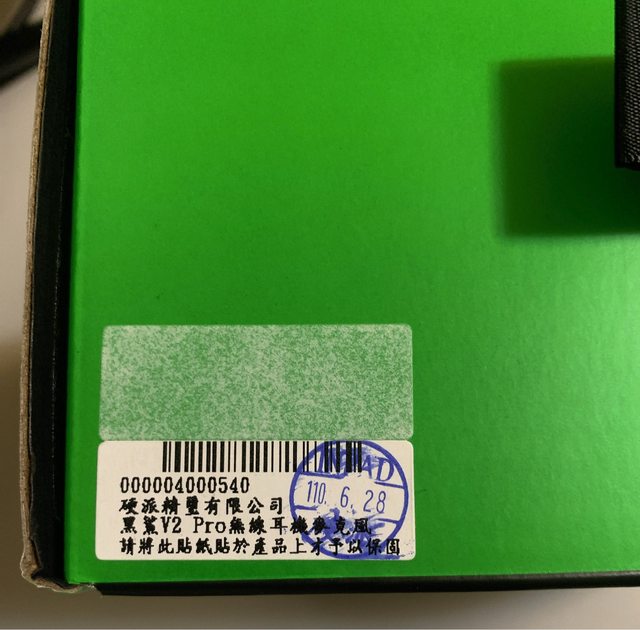 000004000540
硬派精璽有限公司
黑鯊V2 Pro無線耳機麥克風
請將此貼紙貼於產品上才予以保固
110. 6. 28